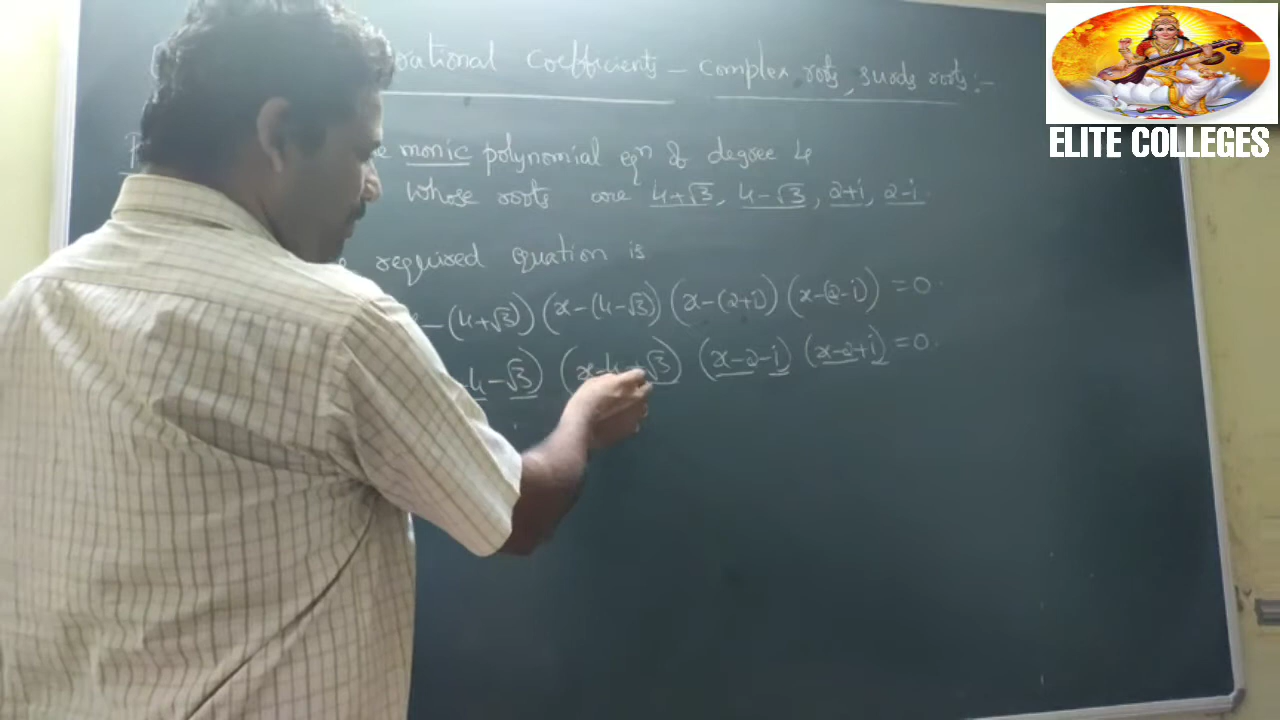 rational coefficients - complex roots, surds roots:-
ELITE COLLEGES
monic polynomial eqn of degree 4
whose roots are 4+√3, 4-√3, 2+i, 2-i.
required equation is
-(4+√3)) (x-(4-√3)) (x-(2+i)) (x-(2-i)) =0.
-4-√3) (x-4+√3) (x-2-i) (x-2+i) =0.